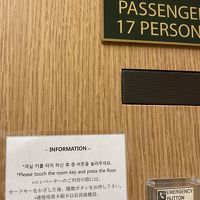 PASSENGER
17 PERSON
- INFORMATION -
*객실 키를 터치 하신 후 층 버튼을 눌러주세요.
*Please touch the room key and press the floor
*エレベーターのご利用の際には、
カードキーをかざした後、階数ボタンをお押し下さい。
EMERGENCY
BUTTON